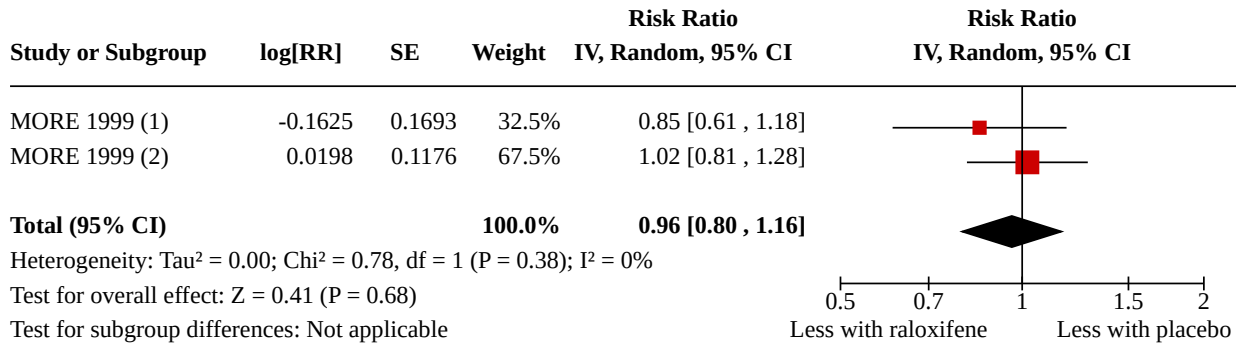 Risk Ratio Risk Ratio
Study or Subgroup log[RR] SE Weight IV, Random, 95% CI IV, Random, 95% CI
MORE 1999 (1) -0.1625 0.1693 32.5% 0.85 [0.61 , 1.18]
MORE 1999 (2) 0.0198 0.1176 67.5% 1.02 [0.81 , 1.28]
Total (95% CI) 100.0% 0.96 [0.80 , 1.16]
Heterogeneity: Tau² = 0.00; Chi² = 0.78, df = 1 (P = 0.38); I² = 0%
Test for overall effect: Z = 0.41 (P = 0.68) 0.5 0.7 1 1.5 2
Test for subgroup differences: Not applicable Less with raloxifene Less with placebo